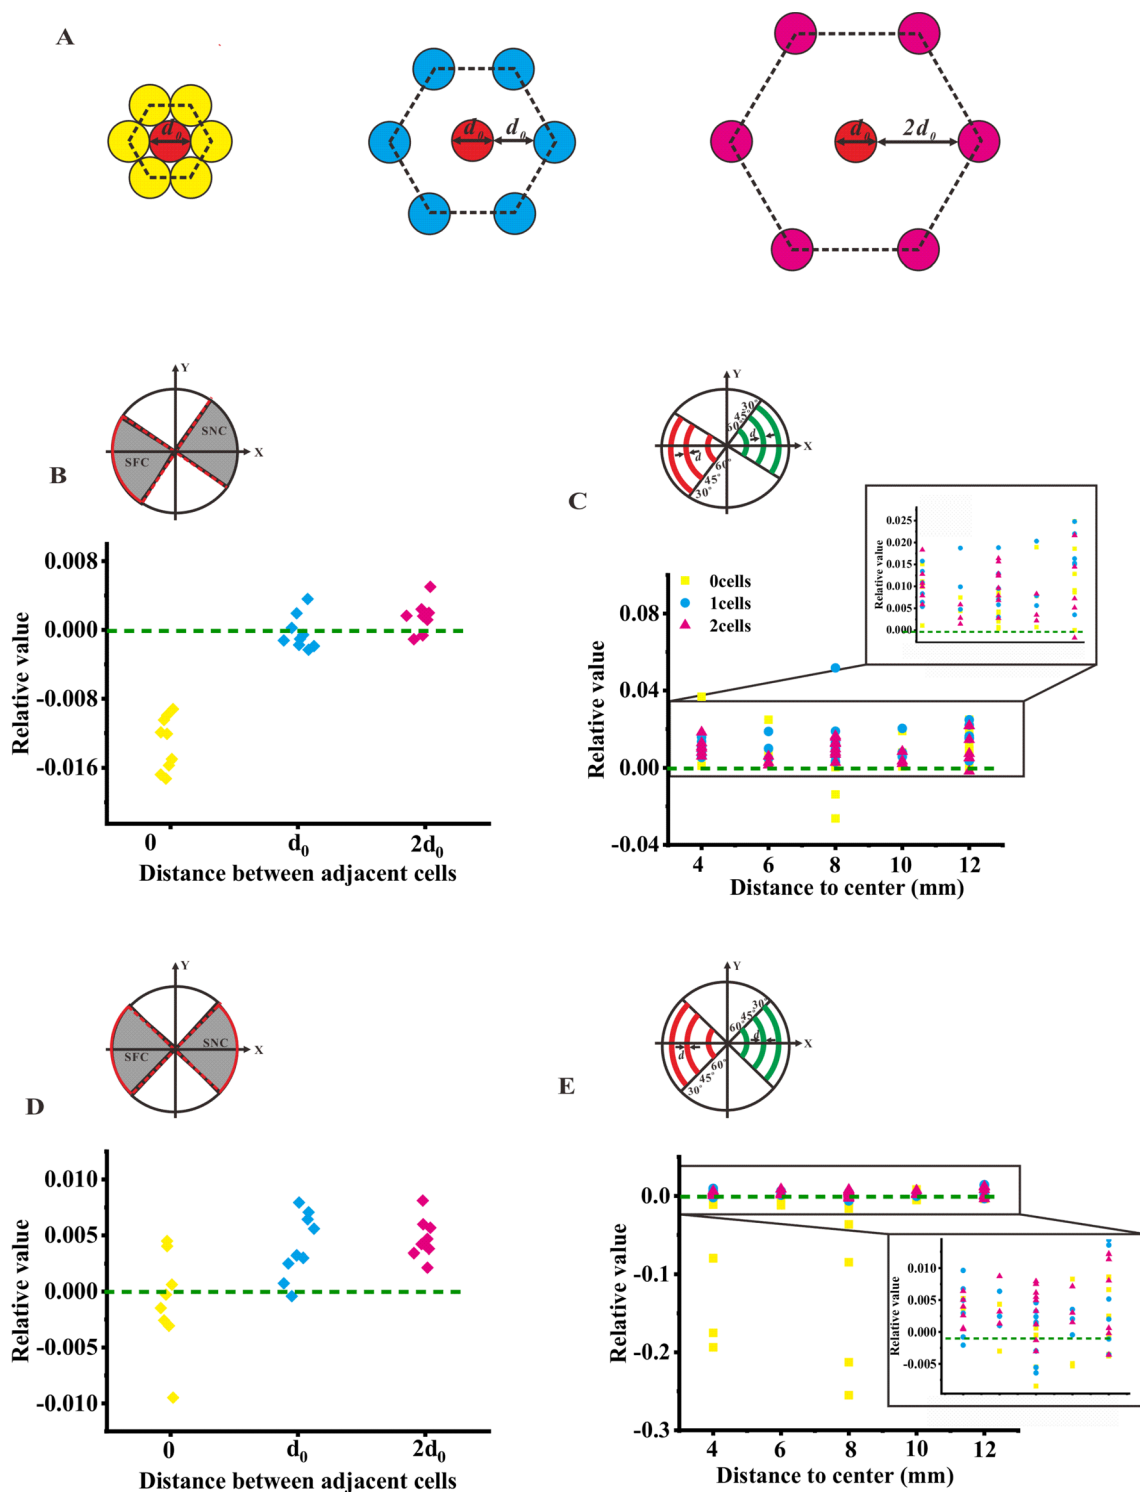 A
d₀
d₀ d₀
d₀ 2d₀
B
Y
SNC
SFC
X
0.008
0.000
-0.008
-0.016
Relative value
0 d₀ 2d₀
Distance between adjacent cells
C
Y
30°
45°
60°
d
X
d
60°
45°
30°
0.025
0.020
0.015
0.010
0.005
0.000
Relative value
0cells
1cells
2cells
0.08
0.04
0.00
-0.04
Relative value
4 6 8 10 12
Distance to center (mm)
D
Y
SNC
SFC
X
0.010
0.005
0.000
-0.005
-0.010
Relative value
0 d₀ 2d₀
Distance between adjacent cells
E
Y
30°
45°
60°
d
X
d
60°
45°
30°
0.0
-0.1
-0.2
-0.3
Relative value
0.010
0.005
0.000
-0.005
Relative value
4 6 8 10 12
Distance to center (mm)